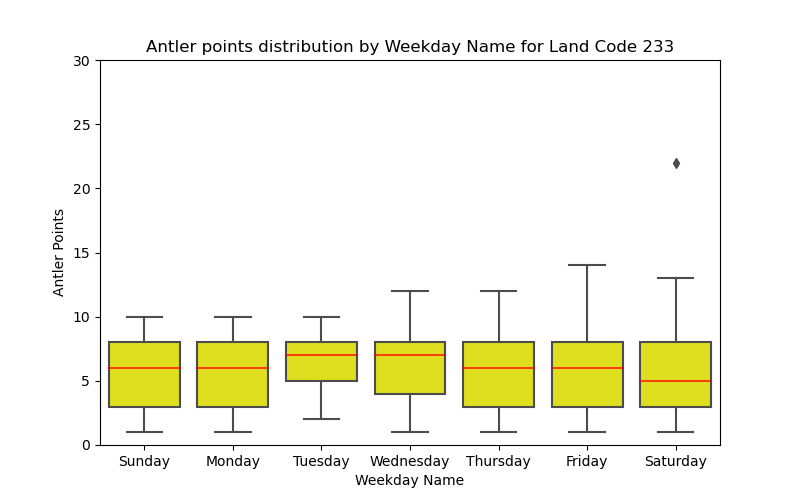 Antler points distribution by Weekday Name for Land Code 233
Antler Points
30
25
20
15
10
5
0
Sunday Monday Tuesday Wednesday Thursday Friday Saturday
Weekday Name